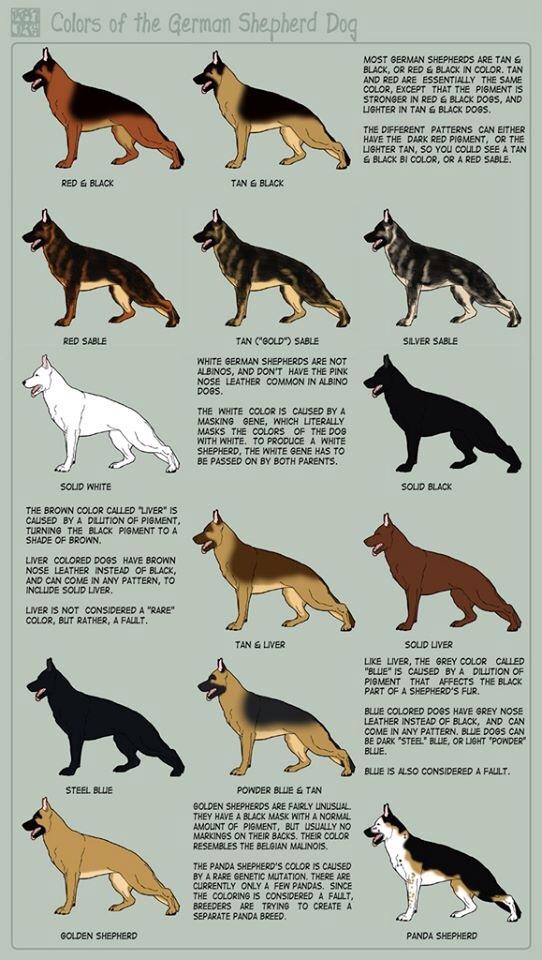 Colors of the German Shepherd Dog
MOST GERMAN SHEPHERDS ARE TAN &
BLACK, OR RED & BLACK IN COLOR. TAN
AND RED ARE ESSENTIALLY THE SAME
COLOR, EXCEPT THAT THE PIGMENT IS
STRONGER IN RED & BLACK DOGS, AND
LIGHTER IN TAN & BLACK DOGS.
THE DIFFERENT PATTERNS CAN EITHER
HAVE THE DARK RED PIGMENT, OR THE
LIGHTER TAN, SO YOU COULD SEE A TAN
& BLACK BI COLOR, OR A RED SABLE.
RED & BLACK
TAN & BLACK
RED SABLE
TAN ("GOLD") SABLE
SILVER SABLE
WHITE GERMAN SHEPHERDS ARE NOT
ALBINOS, AND DON'T HAVE THE PINK
NOSE LEATHER COMMON IN ALBINO
DOGS.
THE WHITE COLOR IS CAUSED BY A
MASKING GENE, WHICH LITERALLY
MASKS THE COLORS OF THE DOG
WITH WHITE. TO PRODUCE A WHITE
SHEPHERD, THE WHITE GENE HAS TO
BE PASSED ON BY BOTH PARENTS.
SOLID WHITE
SOLID BLACK
THE BROWN COLOR CALLED "LIVER" IS
CAUSED BY A DILUTION OF PIGMENT,
TURNING THE BLACK PIGMENT TO A
SHADE OF BROWN.
LIVER COLORED DOGS HAVE BROWN
NOSE LEATHER INSTEAD OF BLACK,
AND CAN COME IN ANY PATTERN, TO
INCLUDE SOLID LIVER.
LIVER IS NOT CONSIDERED A "RARE"
COLOR, BUT RATHER, A FAULT.
TAN & LIVER
SOLID LIVER
LIKE LIVER, THE GREY COLOR CALLED
"BLUE" IS CAUSED BY A DILUTION OF
PIGMENT THAT AFFECTS THE BLACK
PART OF A SHEPHERD'S FUR.
BLUE COLORED DOGS HAVE GREY NOSE
LEATHER INSTEAD OF BLACK, AND CAN
COME IN ANY PATTERN. BLUE DOGS CAN
BE DARK "STEEL" BLUE, OR LIGHT "POWDER"
BLUE.
BLUE IS ALSO CONSIDERED A FAULT.
STEEL BLUE
POWDER BLUE & TAN
GOLDEN SHEPHERDS ARE FAIRLY UNUSUAL.
THEY HAVE A BLACK MASK WITH A NORMAL
AMOUNT OF PIGMENT, BUT USUALLY NO
MARKINGS ON THEIR BACKS. THEIR COLOR
RESEMBLES THE BELGIAN MALINOIS.
THE PANDA SHEPHERD'S COLOR IS CAUSED
BY A RARE GENETIC MUTATION. THERE ARE
CURRENTLY ONLY A FEW PANDAS. SINCE
THE COLORING IS CONSIDERED A FAULT,
BREEDERS ARE TRYING TO CREATE A
SEPARATE PANDA BREED.
GOLDEN SHEPHERD
PANDA SHEPHERD